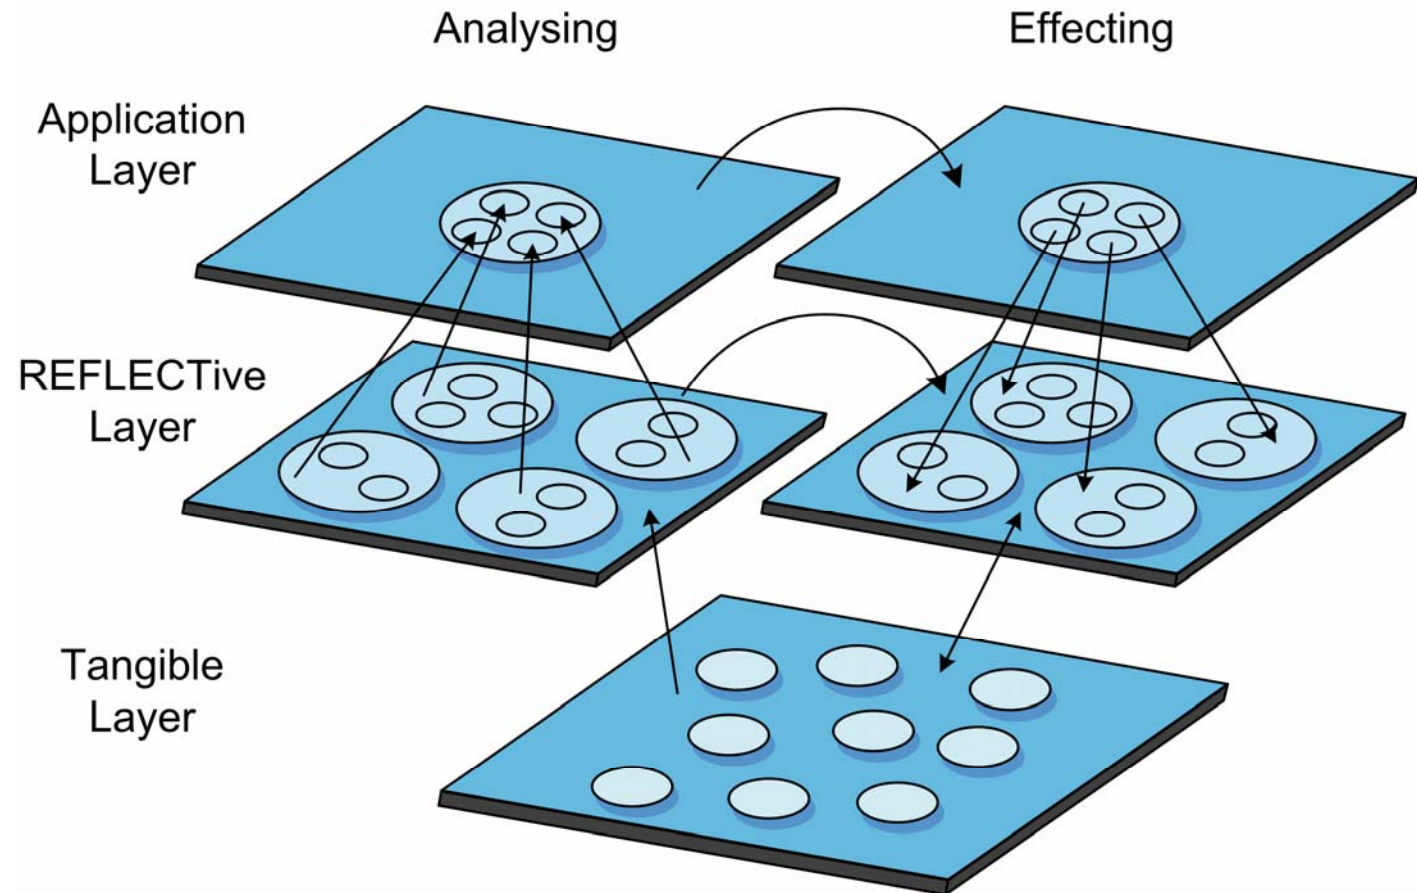 Analysing
Effecting
Application
Layer
REFLECTive
Layer
Tangible
Layer